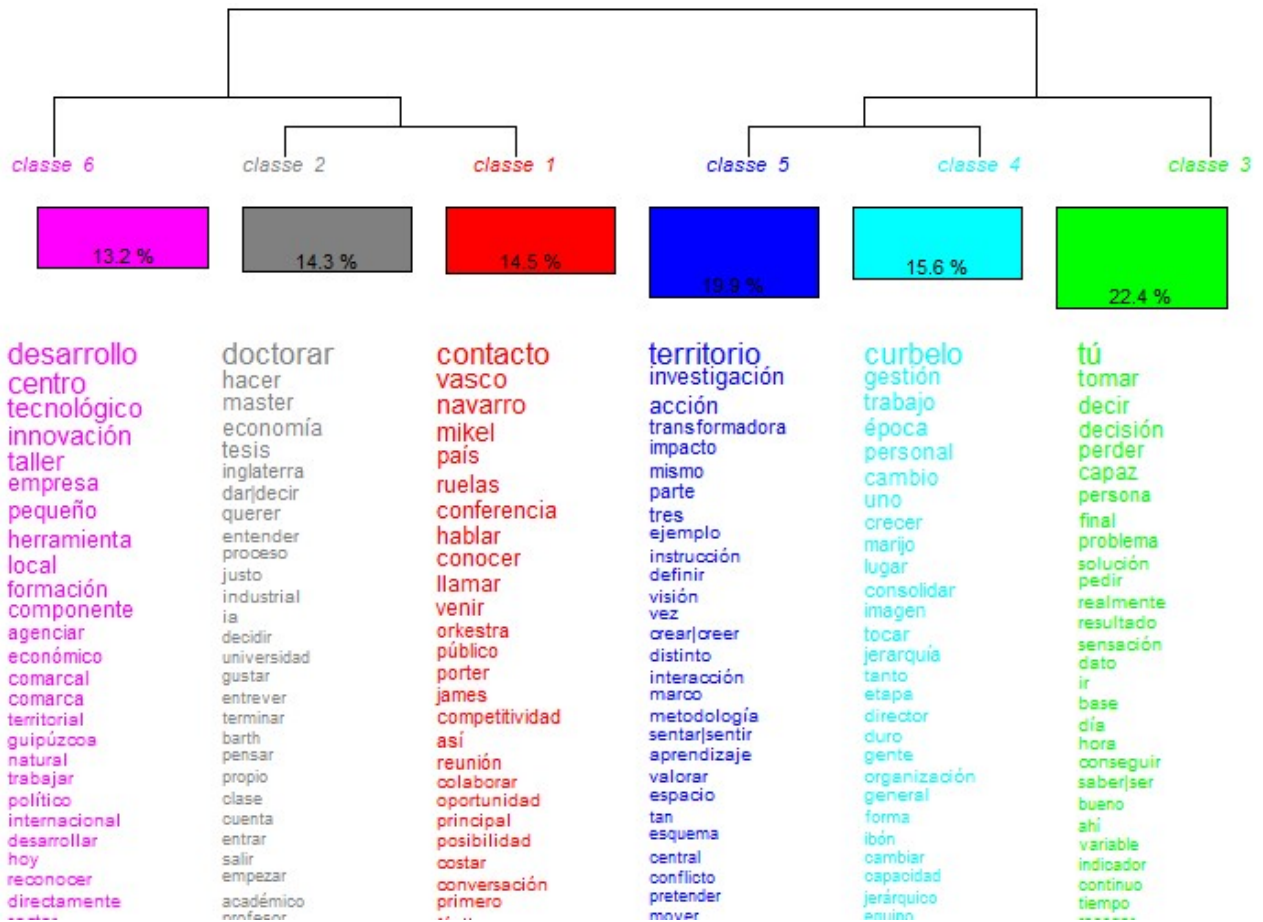 classe 6
classe 2
classe 1
classe 5
classe 4
classe 3
13.2 %
14.3 %
14.5 %
19.9 %
15.6 %
22.4 %
desarrollo
centro
tecnológico
innovación
taller
empresa
pequeño
herramienta
local
formación
componente
agenciar
económico
comarcal
comarca
territorial
guipúzcoa
natural
trabajar
político
internacional
desarrollar
hoy
reconocer
directamente
doctorar
hacer
master
economía
tesis
inglaterra
dar|decir
querer
entender
proceso
justo
industrial
ia
decidir
universidad
gustar
entrever
terminar
barth
pensar
propio
clase
cuenta
entrar
salir
empezar
académico
profesor
contacto
vasco
navarro
mikel
país
ruelas
conferencia
hablar
conocer
llamar
venir
orkestra
público
porter
james
competitividad
así
reunión
colaborar
oportunidad
principal
posibilidad
costar
conversación
primero
territorio
investigación
acción
transformadora
impacto
mismo
parte
tres
ejemplo
instrucción
definir
visión
vez
crear|creer
distinto
interacción
marco
metodología
sentar|sentir
aprendizaje
valorar
espacio
tan
esquema
central
conflicto
pretender
mover
curbelo
gestión
trabajo
época
personal
cambio
uno
crecer
marijo
lugar
consolidar
imagen
tocar
jerarquía
tanto
etapa
director
duro
gente
organización
general
forma
ibón
cambiar
capacidad
jerárquico
equipo
tú
tomar
decir
decisión
perder
capaz
persona
final
problema
solución
pedir
realmente
resultado
sensación
dato
ir
base
día
hora
conseguir
saber|ser
bueno
ahí
variable
indicador
continuo
tiempo